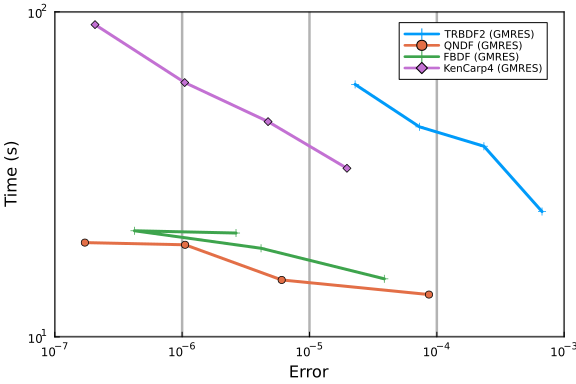 10²
TRBDF2 (GMRES)
QNDF (GMRES)
FBDF (GMRES)
KenCarp4 (GMRES)
Time (s)
10¹
10⁻⁷ 10⁻⁶ 10⁻⁵ 10⁻⁴ 10⁻³
Error